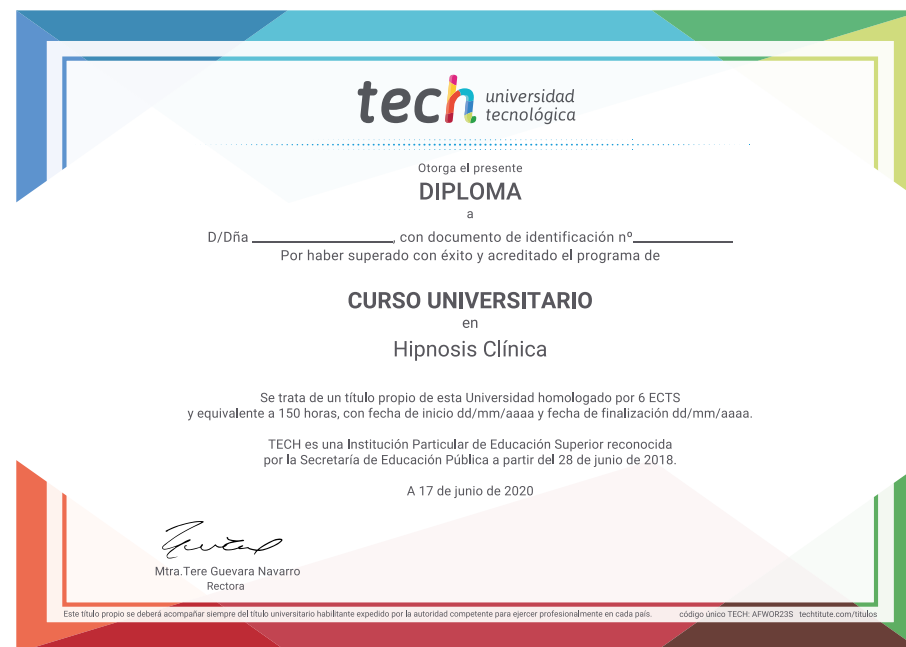 tech universidad
tecnológica
Otorga el presente
DIPLOMA
a
D/Dña ____________________, con documento de identificación nº______________
Por haber superado con éxito y acreditado el programa de
CURSO UNIVERSITARIO
en
Hipnosis Clínica
Se trata de un título propio de esta Universidad homologado por 6 ECTS
y equivalente a 150 horas, con fecha de inicio dd/mm/aaaa y fecha de finalización dd/mm/aaaa.
TECH es una Institución Particular de Educación Superior reconocida
por la Secretaría de Educación Pública a partir del 28 de junio de 2018.
A 17 de junio de 2020
Mtra.Tere Guevara Navarro
Rectora
Este título propio se deberá acompañar siempre del título universitario habilitante expedido por la autoridad competente para ejercer profesionalmente en cada país. código único TECH: AFWOR23S techtitute.com/títulos